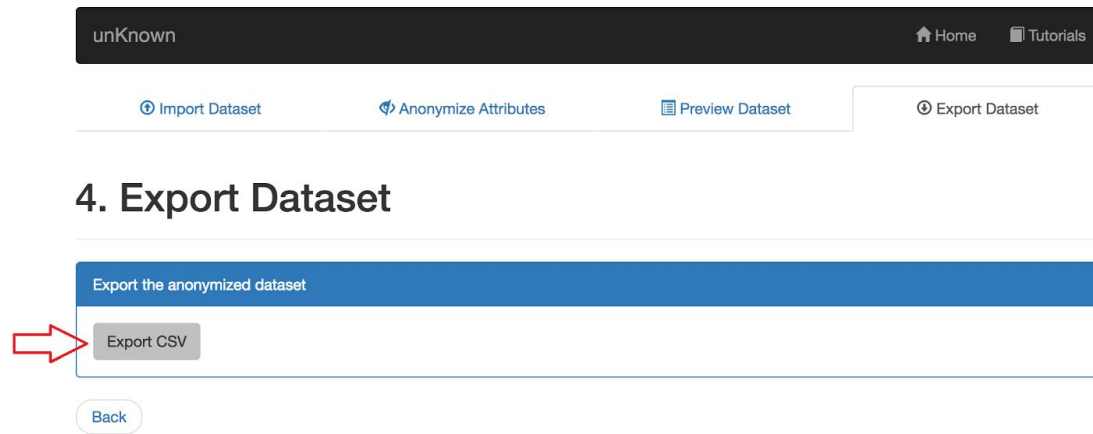 unKnown Home Tutorials
Import Dataset Anonymize Attributes Preview Dataset Export Dataset
4. Export Dataset
Export the anonymized dataset
Export CSV
Back